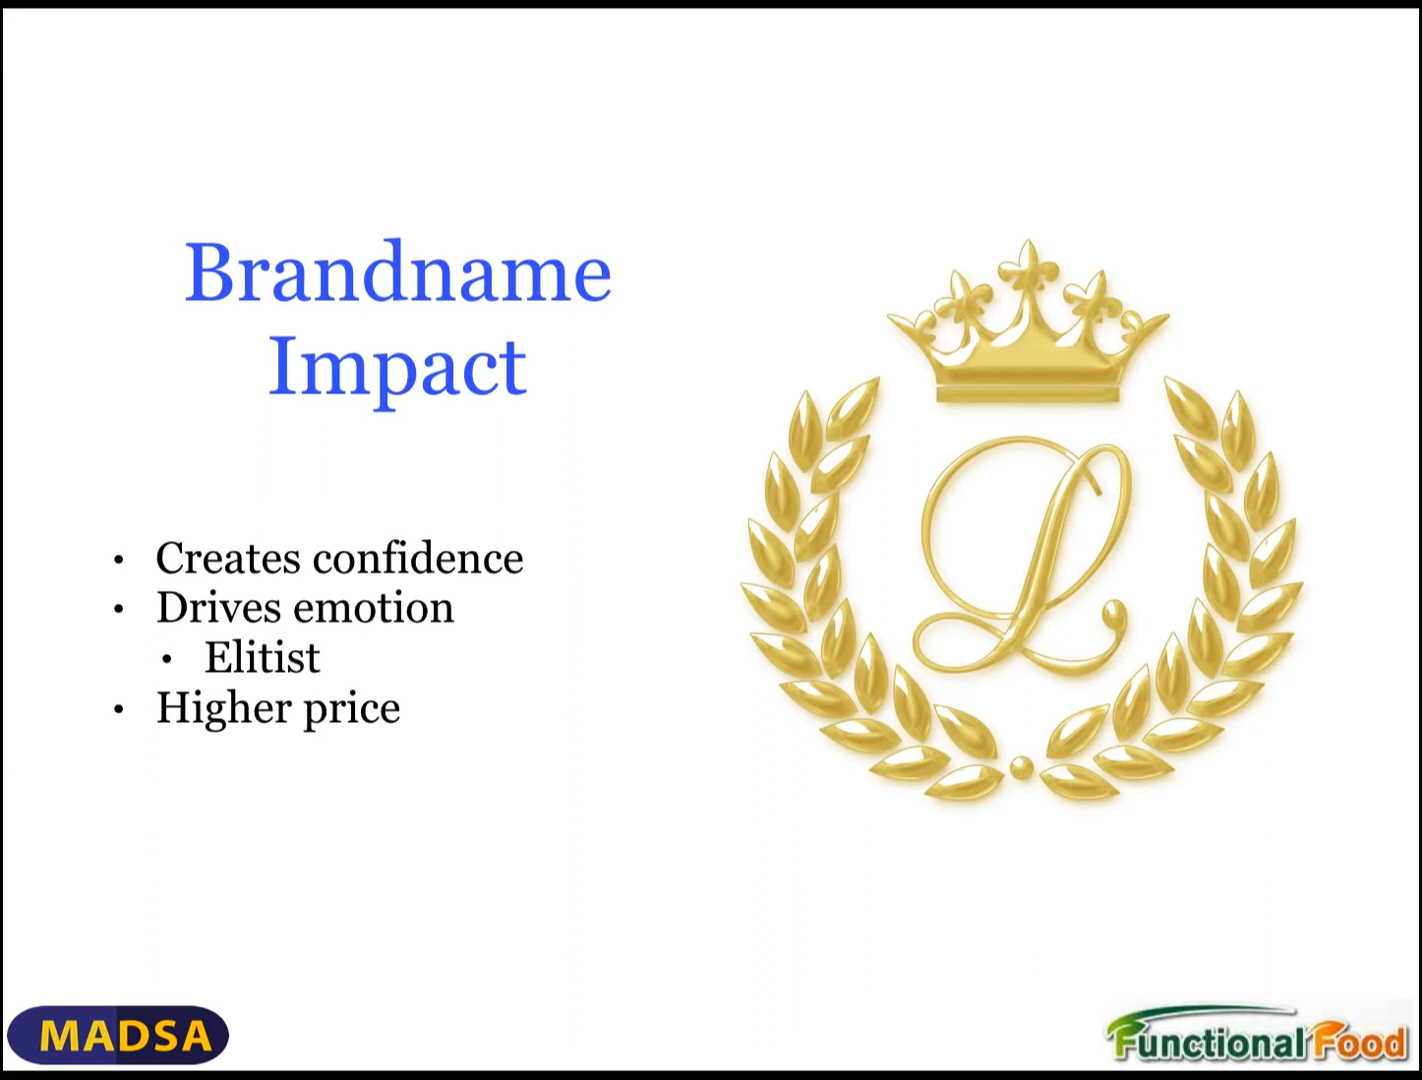 Brandname
Impact
• Creates confidence
• Drives emotion
• Elitist
• Higher price
L
MADSA
Functional Food